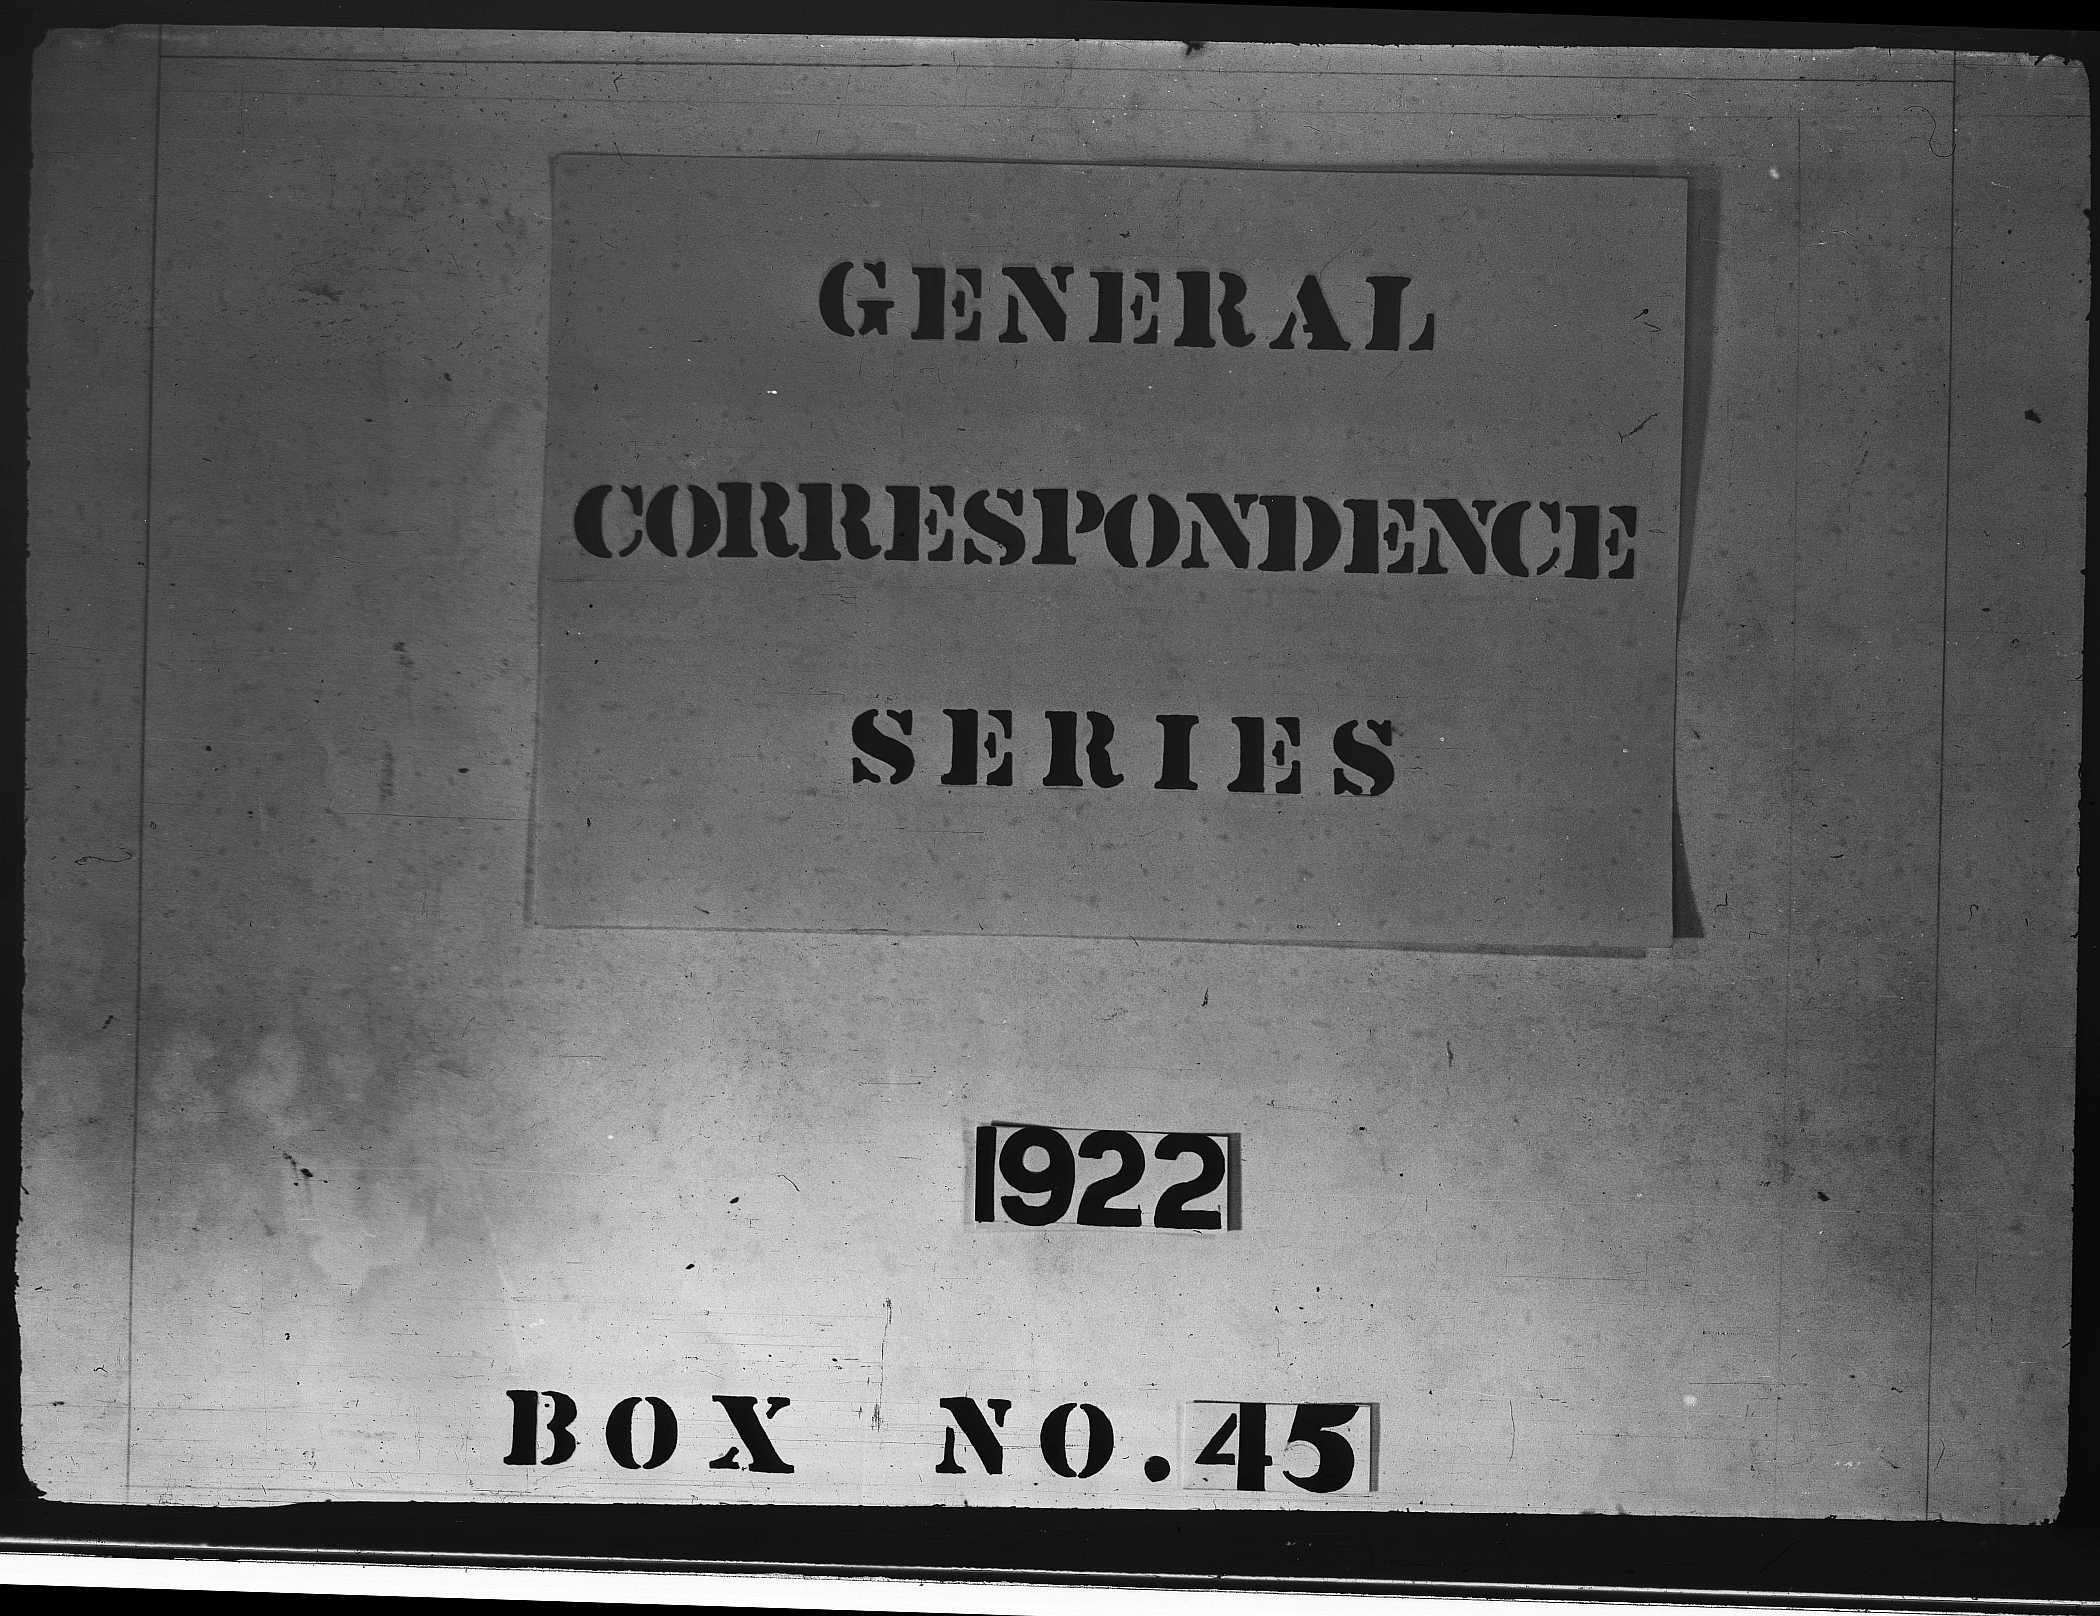 GENERAL
CORRESPONDENCE
SERIES
1922
BOX NO. 45